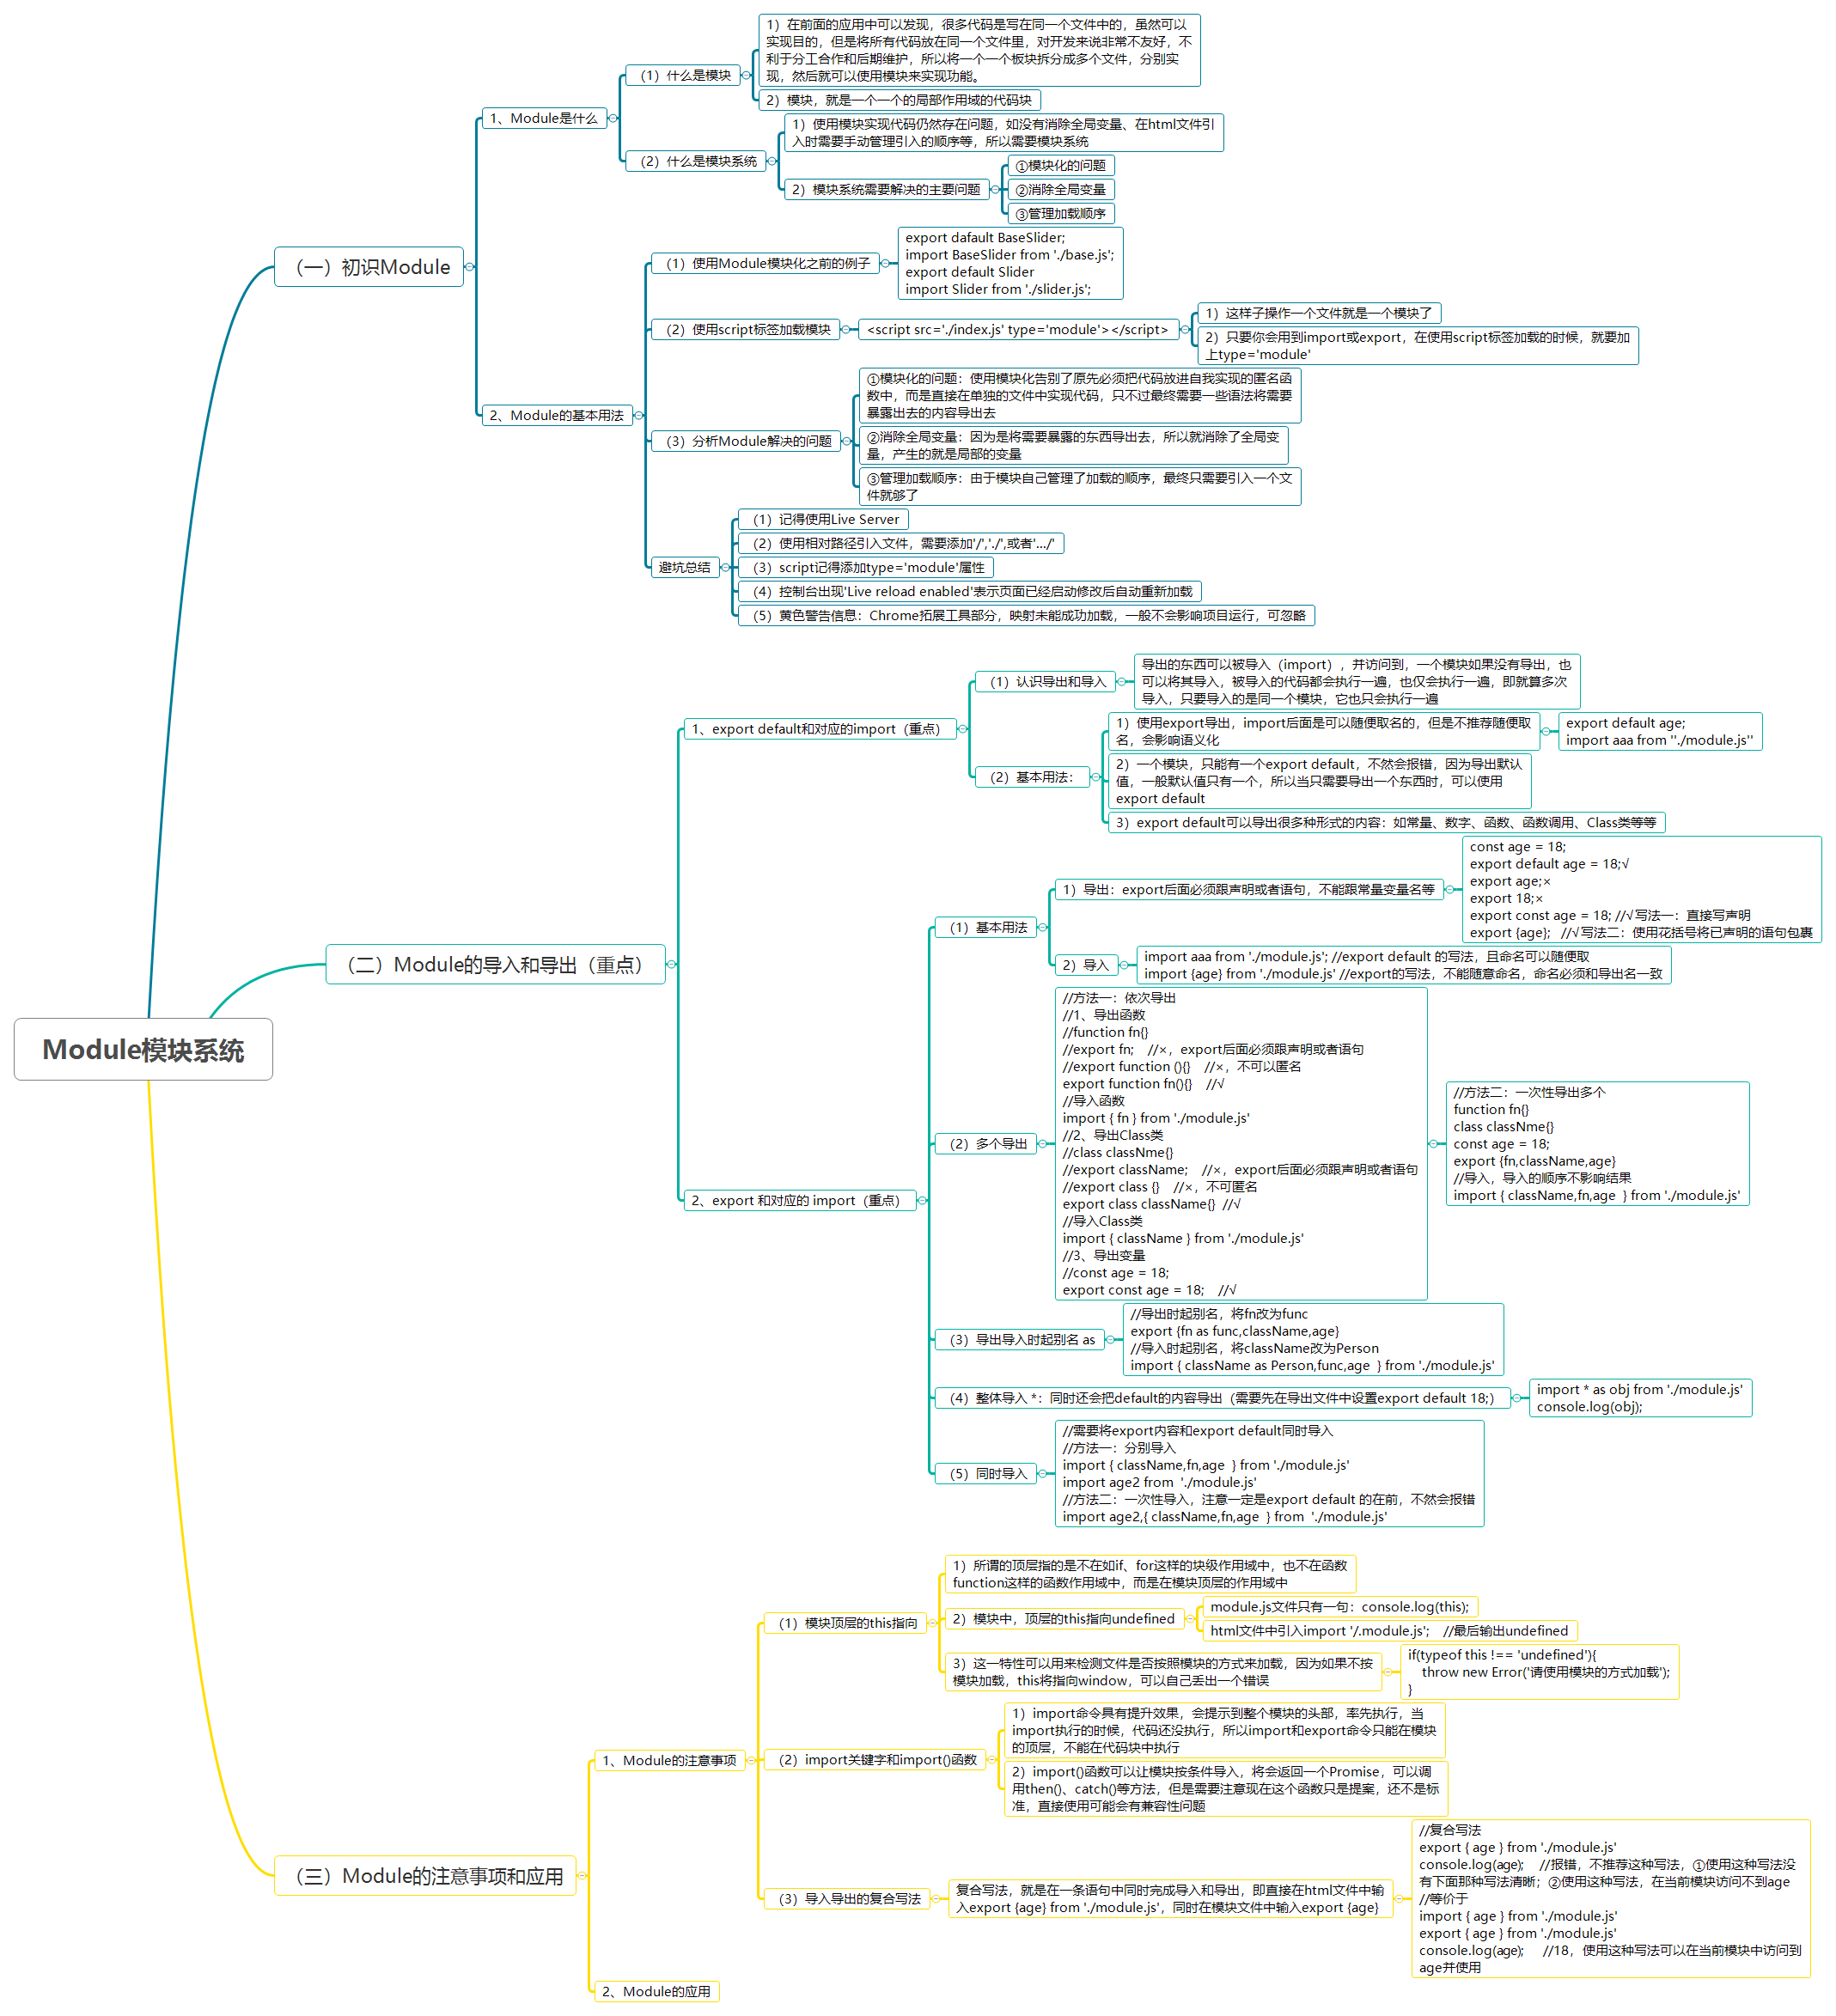 Module模块系统
（一）初识Module
1、Module是什么
（1）什么是模块
1）在前面的应用中可以发现，很多代码是写在同一个文件中的，虽然可以
实现目的，但是将所有代码放在同一个文件里，对开发来说非常不友好，不
利于分工合作和后期维护，所以将一个一个板块拆分成多个文件，分别实
现，然后就可以使用模块来实现功能。
2）模块，就是一个一个的局部作用域的代码块
（2）什么是模块系统
1）使用模块实现代码仍然存在问题，如没有消除全局变量、在html文件引
入时需要手动管理引入的顺序等，所以需要模块系统
2）模块系统需要解决的主要问题
①模块化的问题
②消除全局变量
③管理加载顺序
2、Module的基本用法
（1）使用Module模块化之前的例子
export dafault BaseSlider;
import BaseSlider from './base.js';
export default Slider
import Slider from './slider.js';
（2）使用script标签加载模块
<script src='./index.js' type='module'></script>
1）这样子操作一个文件就是一个模块了
2）只要你会用到import或export，在使用script标签加载的时候，就要加
上type='module'
（3）分析Module解决的问题
①模块化的问题：使用模块化告别了原先必须把代码放进自我实现的匿名函
数中，而是直接在单独的文件中实现代码，只不过最终需要一些语法将需要
暴露出去的内容导出去
②消除全局变量：因为是将需要暴露的东西导出去，所以就消除了全局变
量，产生的就是局部的变量
③管理加载顺序：由于模块自己管理了加载的顺序，最终只需要引入一个文
件就够了
避坑总结
（1）记得使用Live Server
（2）使用相对路径引入文件，需要添加'/','./',或者'.../'
（3）script记得添加type='module'属性
（4）控制台出现'Live reload enabled'表示页面已经启动修改后自动重新加载
（5）黄色警告信息：Chrome拓展工具部分，映射未能成功加载，一般不会影响项目运行，可忽略
（二）Module的导入和导出（重点）
1、export default和对应的import（重点）
（1）认识导出和导入
导出的东西可以被导入（import），并访问到，一个模块如果没有导出，也
可以将其导入，被导入的代码都会执行一遍，也仅会执行一遍，即就算多次
导入，只要导入的是同一个模块，它也只会执行一遍
（2）基本用法：
1）使用export导出，import后面是可以随便取名的，但是不推荐随便取
名，会影响语义化
export default age;
import aaa from ''./module.js''
2）一个模块，只能有一个export default，不然会报错，因为导出默认
值，一般默认值只有一个，所以当只需要导出一个东西时，可以使用
export default
3）export default可以导出很多种形式的内容：如常量、数字、函数、函数调用、Class类等等
2、export 和对应的 import（重点）
（1）基本用法
1）导出：export后面必须跟声明或者语句，不能跟常量变量名等
const age = 18;
export default age = 18;√
export age;×
export 18;×
export const age = 18; //√写法一：直接写声明
export {age};  //√写法二：使用花括号将已声明的语句包裹
2）导入
import aaa from './module.js'; //export default 的写法，且命名可以随便取
import {age} from './module.js' //export的写法，不能随意命名，命名必须和导出名一致
（2）多个导出
//方法一：依次导出
//1、导出函数
//function fn{}
//export fn;    //×，export后面必须跟声明或者语句
//export function (){}    //×，不可以匿名
export function fn(){}    //√
//导入函数
import { fn } from './module.js'
//2、导出Class类
//class classNme{}
//export className;    //×，export后面必须跟声明或者语句
//export class {}    //×，不可匿名
export class className{}  //√
//导入Class类
import { className } from './module.js'
//3、导出变量
//const age = 18;
export const age = 18;    //√
//方法二：一次性导出多个
function fn{}
class classNme{}
const age = 18;
export {fn,className,age}
//导入，导入的顺序不影响结果
import { className,fn,age  } from './module.js'
（3）导出导入时起别名 as
//导出时起别名，将fn改为func
export {fn as func,className,age}
//导入时起别名，将className改为Person
import { className as Person,func,age  } from './module.js'
（4）整体导入 *：同时还会把default的内容导出（需要先在导出文件中设置export default 18;）
import * as obj from './module.js'
console.log(obj);
（5）同时导入
//需要将export内容和export default同时导入
//方法一：分别导入
import { className,fn,age  } from './module.js'
import age2 from  './module.js'
//方法二：一次性导入，注意一定是export default 的在前，不然会报错
import age2,{ className,fn,age  } from  './module.js'
（三）Module的注意事项和应用
1、Module的注意事项
（1）模块顶层的this指向
1）所谓的顶层指的是不在如if、for这样的块级作用域中，也不在函数
function这样的函数作用域中，而是在模块顶层的作用域中
2）模块中，顶层的this指向undefined
module.js文件只有一句：console.log(this);
html文件中引入import '/.module.js';    //最后输出undefined
3）这一特性可以用来检测文件是否按照模块的方式来加载，因为如果不按
模块加载，this将指向window，可以自己丢出一个错误
if(typeof this !== 'undefined'){
    throw new Error('请使用模块的方式加载');
}
（2）import关键字和import()函数
1）import命令具有提升效果，会提示到整个模块的头部，率先执行，当
import执行的时候，代码还没执行，所以import和export命令只能在模块
的顶层，不能在代码块中执行
2）import()函数可以让模块按条件导入，将会返回一个Promise，可以调
用then()、catch()等方法，但是需要注意现在这个函数只是提案，还不是标
准，直接使用可能会有兼容性问题
（3）导入导出的复合写法
复合写法，就是在一条语句中同时完成导入和导出，即直接在html文件中输
入export {age} from './module.js'，同时在模块文件中输入export {age}
//复合写法
export { age } from './module.js'
console.log(age);    //报错，不推荐这种写法，①使用这种写法没
有下面那种写法清晰；②使用这种写法，在当前模块访问不到age
//等价于
import { age } from './module.js'
export { age } from './module.js'
console.log(age);     //18，使用这种写法可以在当前模块中访问到
age并使用
2、Module的应用